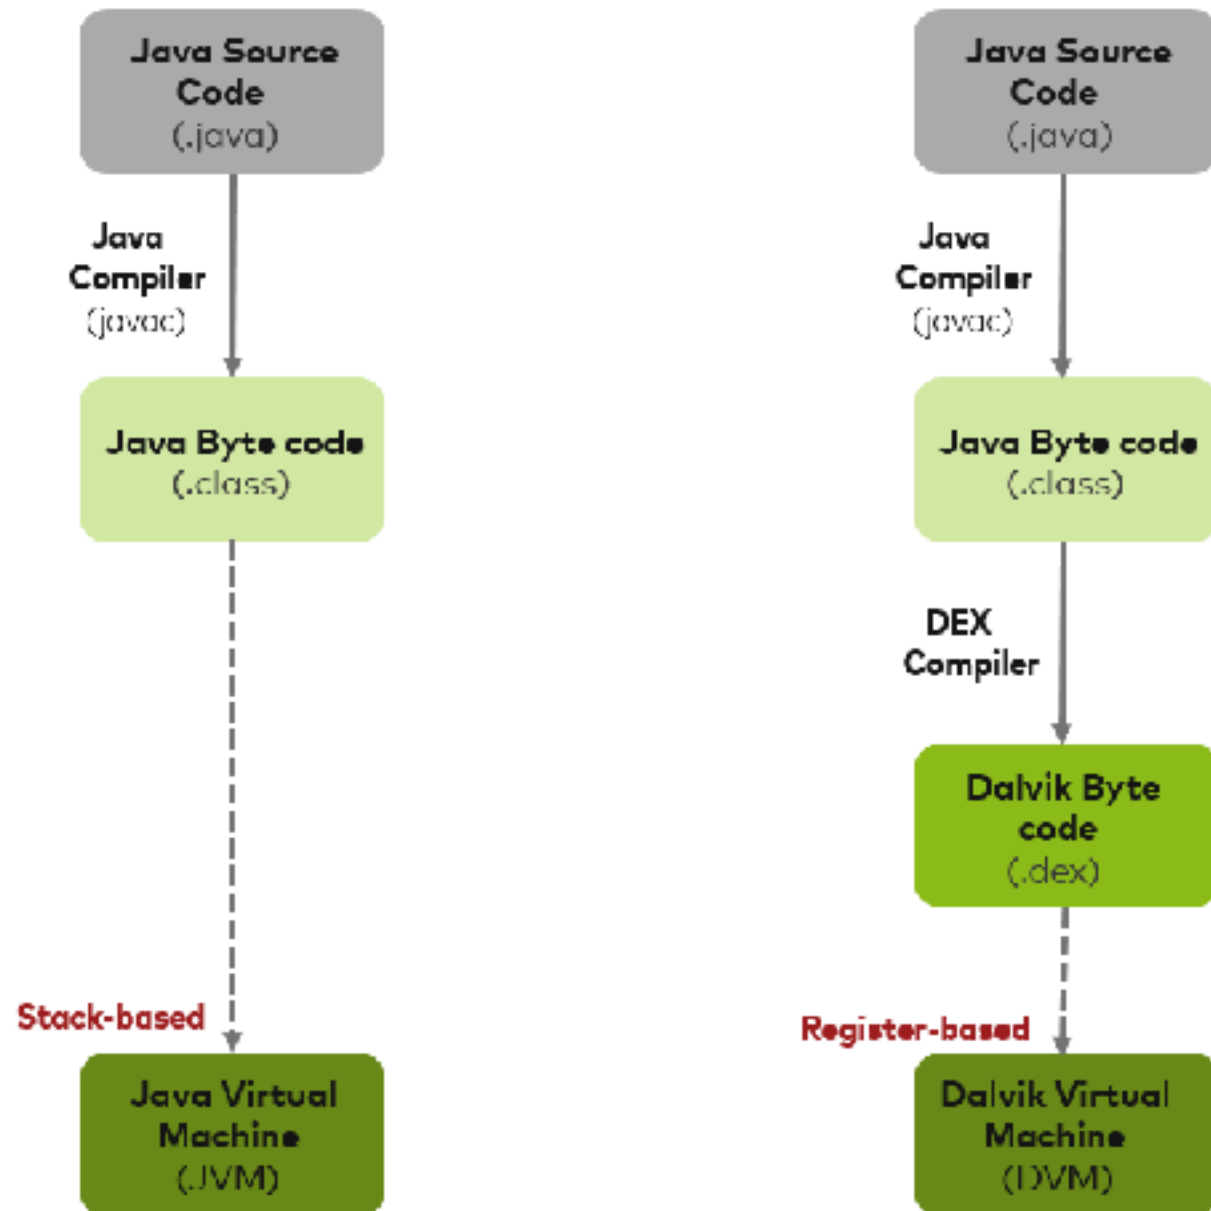 Java Source
Code
(.java)
Java
Compiler
(javac)
Java Byte code
(.class)
Stack-based
Java Virtual
Machine
(JVM)
Java Source
Code
(.java)
Java
Compiler
(javac)
Java Byte code
(.class)
DEX
Compiler
Dalvik Byte
code
(.dex)
Register-based
Dalvik Virtual
Machine
(DVM)